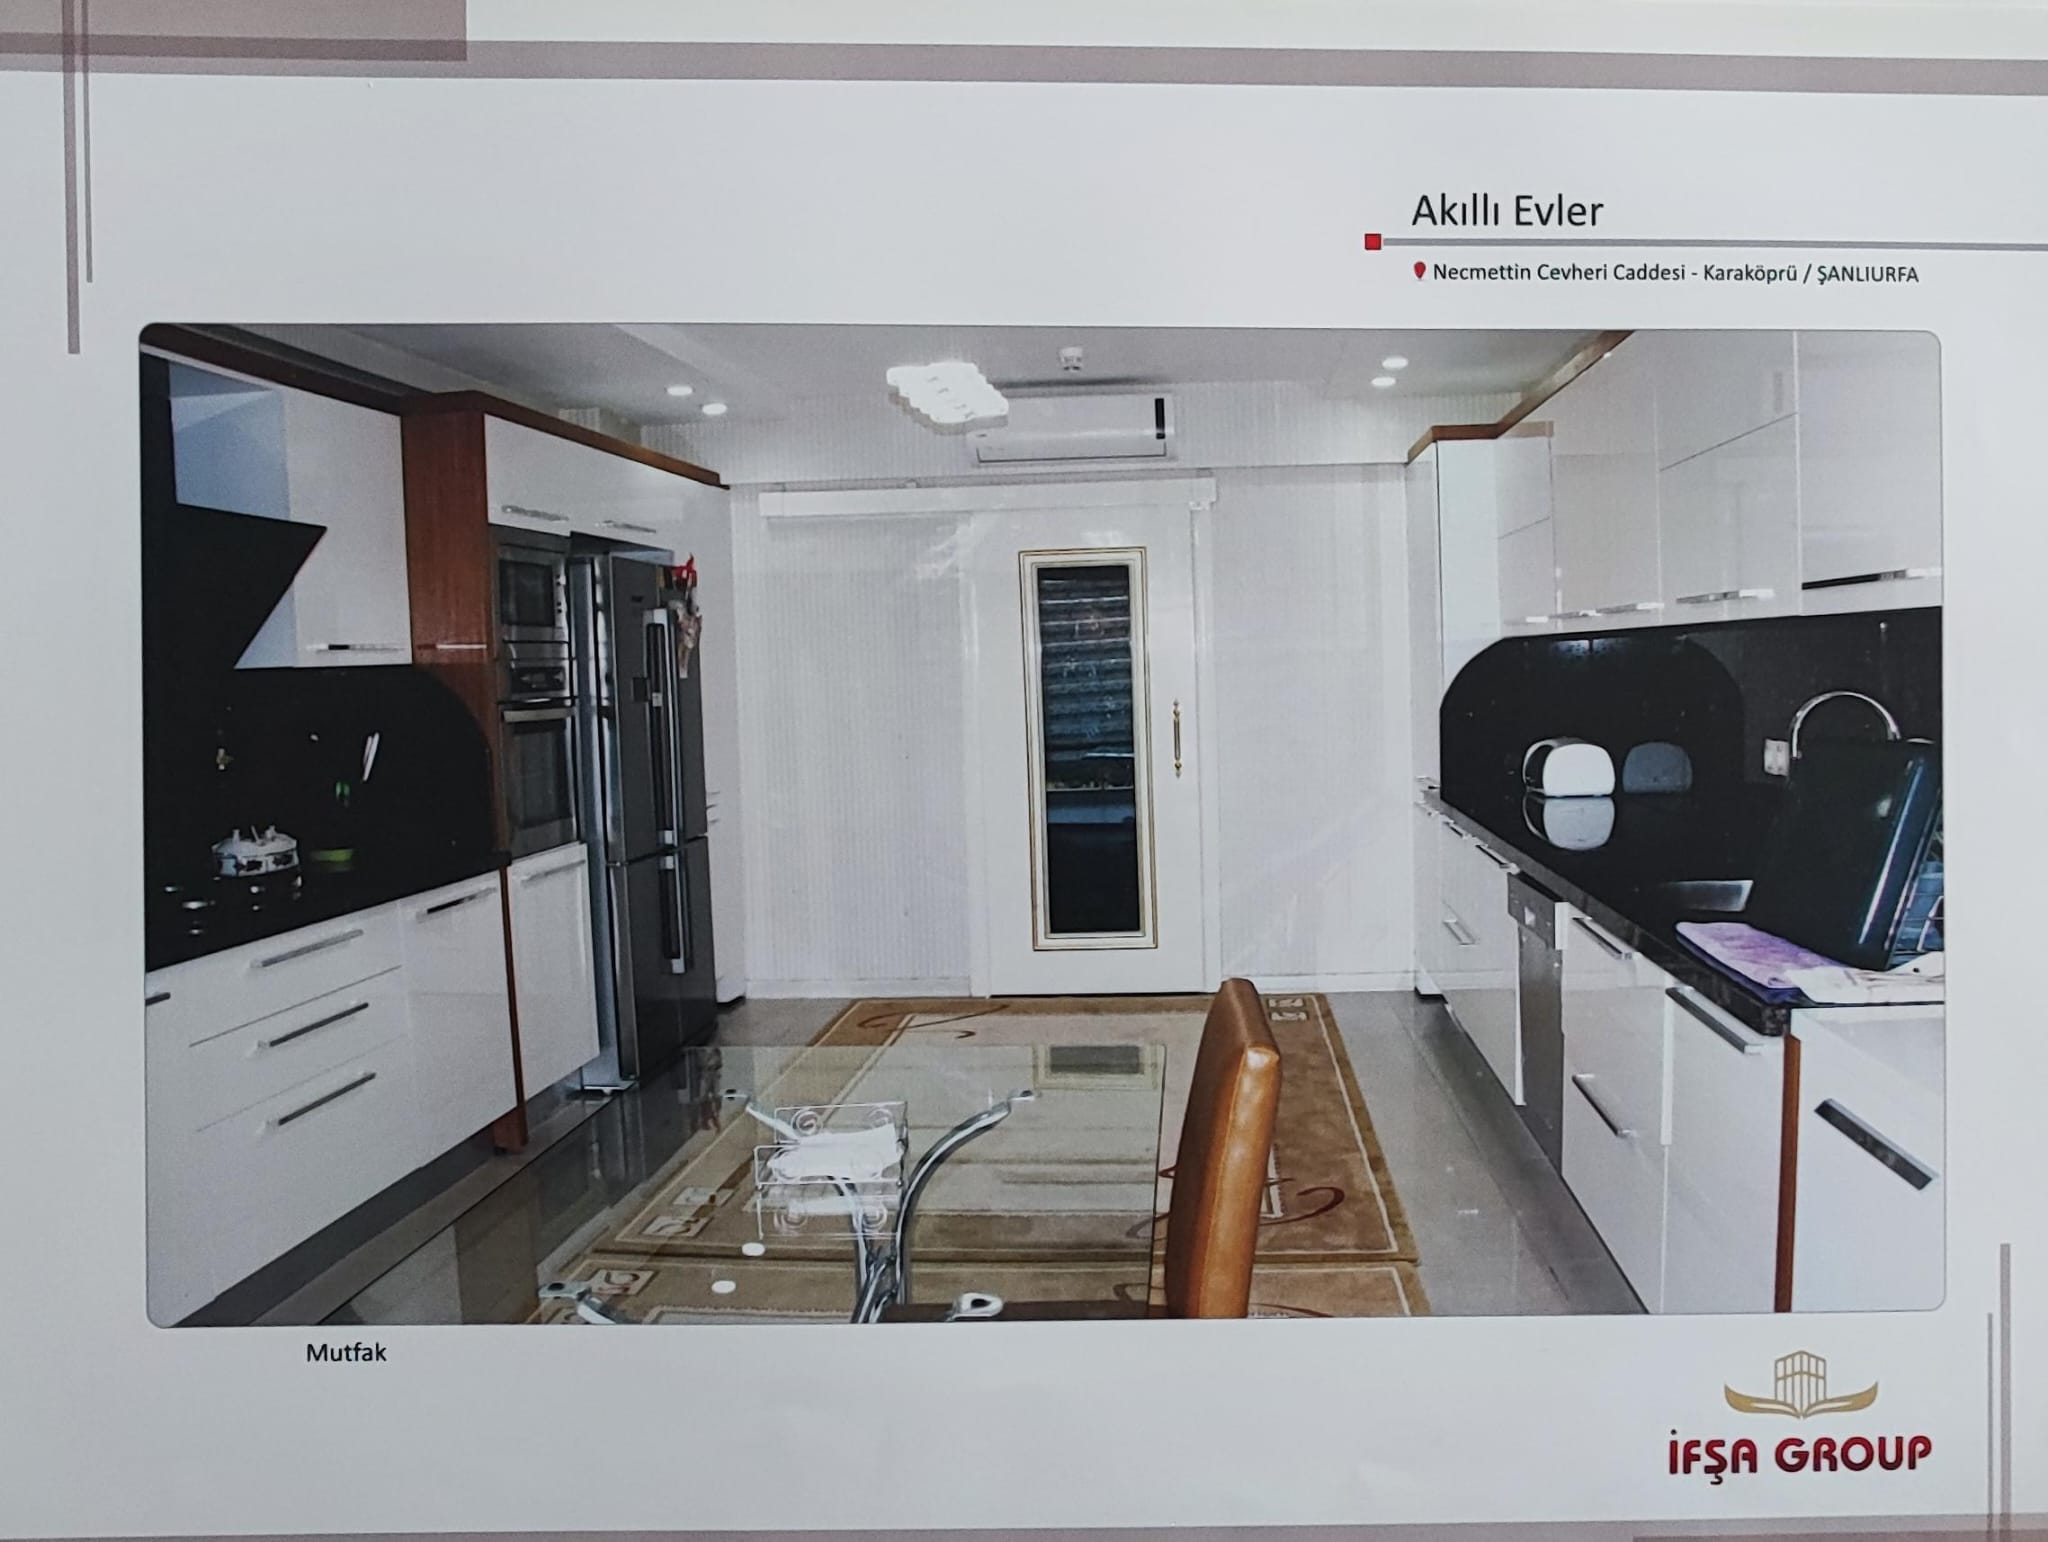 Akıllı Evler
Necmettin Cevheri Caddesi - Karaköprü / ŞANLIURFA
Mutfak
İFŞA GROUP